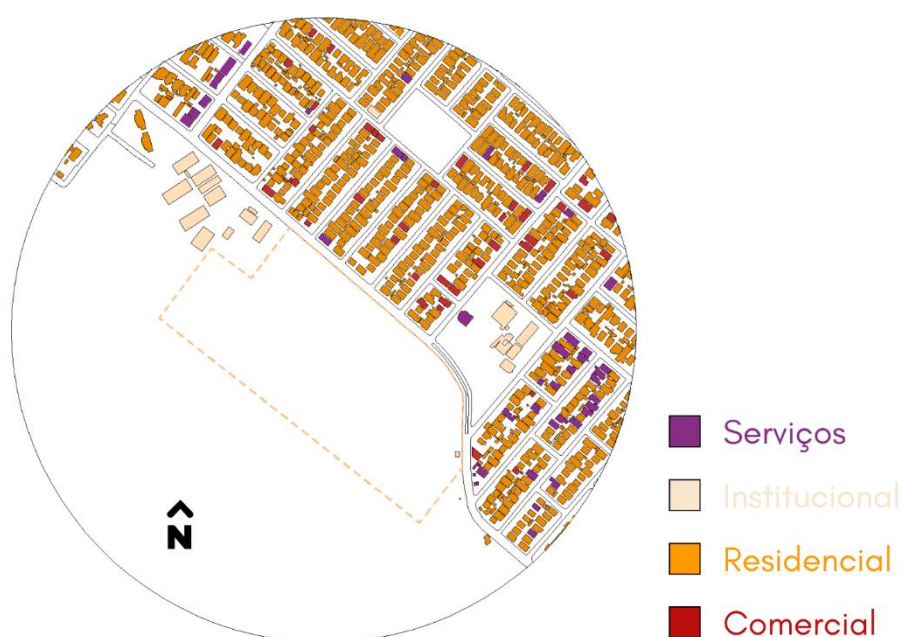 N
Serviços
Institucional
Residencial
Comercial